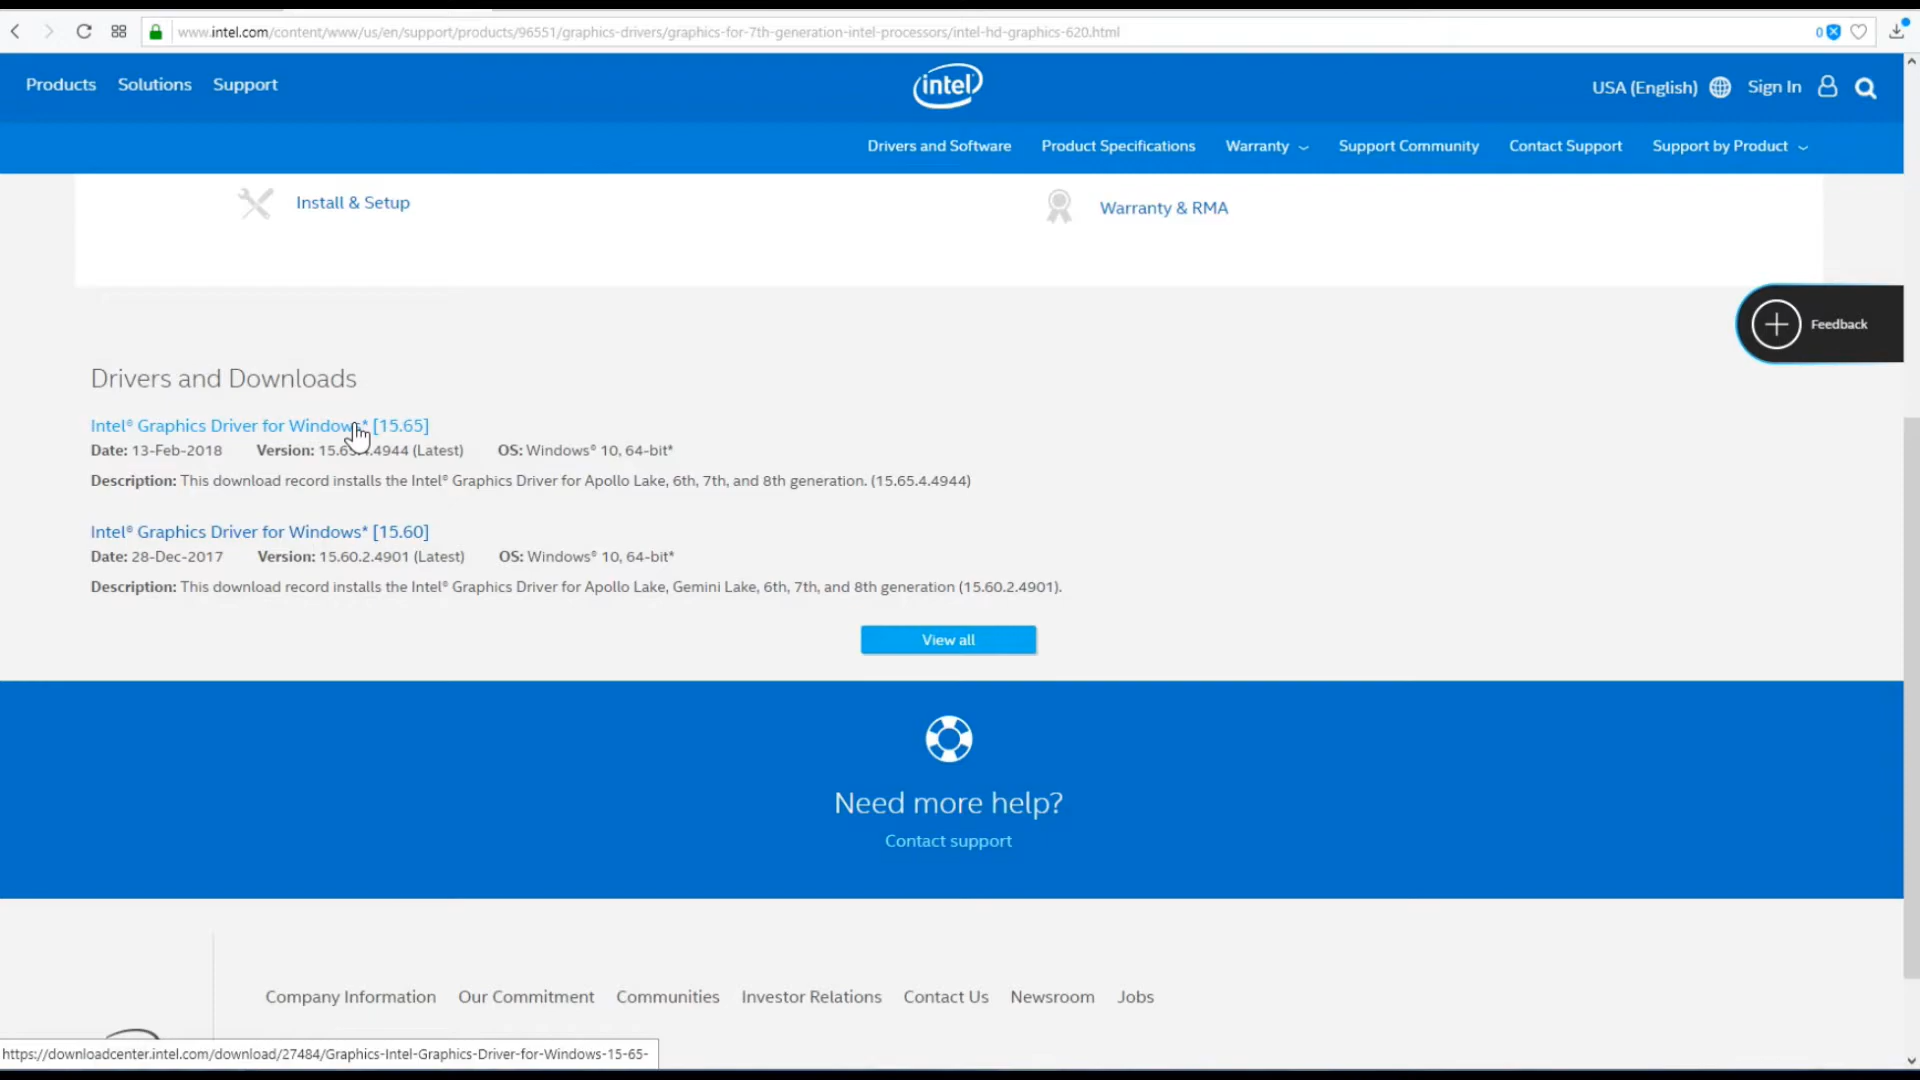 www.intel.com/content/www/us/en/support/products/96551/graphics-drivers/graphics-for-7th-generation-intel-processors/intel-hd-graphics-620.html
0
Products Solutions Support
intel
USA (English) Sign In
Drivers and Software Product Specifications Warranty Support Community Contact Support Support by Product
Install & Setup
Warranty & RMA
Feedback
Drivers and Downloads
Intel® Graphics Driver for Windows* [15.65]
Date: 13-Feb-2018 Version: 15.65.4.4944 (Latest) OS: Windows® 10, 64-bit*
Description: This download record installs the Intel® Graphics Driver for Apollo Lake, 6th, 7th, and 8th generation. (15.65.4.4944)
Intel® Graphics Driver for Windows* [15.60]
Date: 28-Dec-2017 Version: 15.60.2.4901 (Latest) OS: Windows® 10, 64-bit*
Description: This download record installs the Intel® Graphics Driver for Apollo Lake, Gemini Lake, 6th, 7th, and 8th generation (15.60.2.4901).
View all
Need more help?
Contact support
Company Information Our Commitment Communities Investor Relations Contact Us Newsroom Jobs
https://downloadcenter.intel.com/download/27484/Graphics-Intel-Graphics-Driver-for-Windows-15-65-